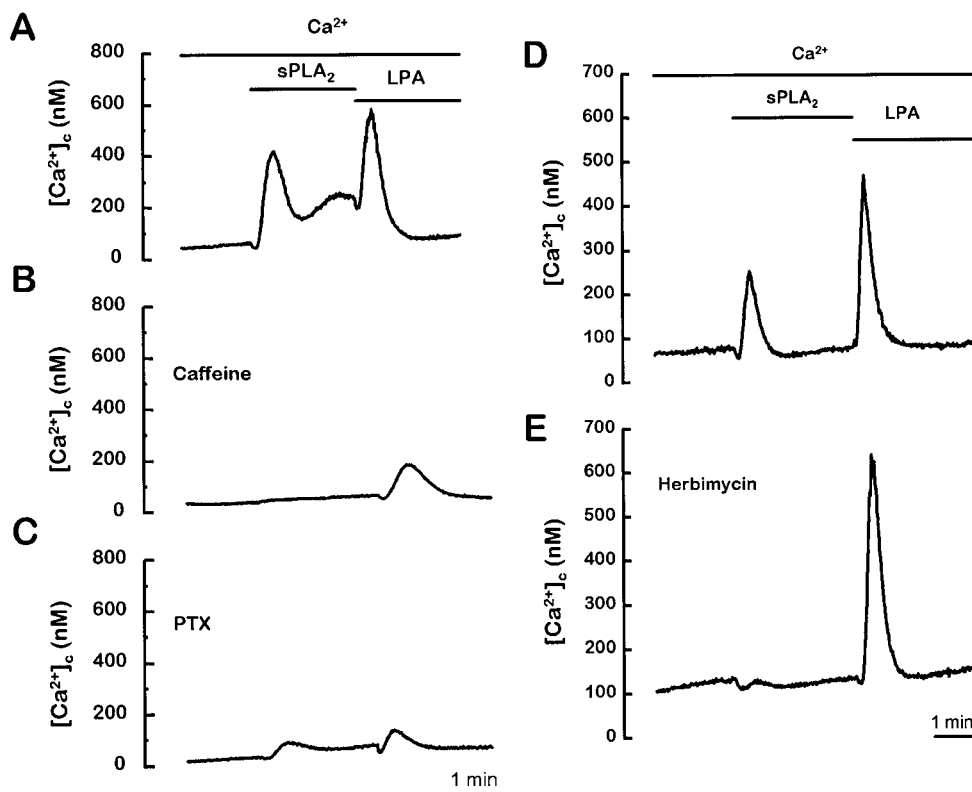 A
Ca²⁺
sPLA₂
LPA
[Ca²⁺]c (nM)
800
600
400
200
0
B
Caffeine
[Ca²⁺]c (nM)
800
600
400
200
0
C
PTX
[Ca²⁺]c (nM)
800
600
400
200
0
1 min
D
Ca²⁺
sPLA₂
LPA
[Ca²⁺]c (nM)
700
600
500
400
300
200
100
0
E
Herbimycin
[Ca²⁺]c (nM)
700
600
700
400
300
200
100
0
1 min